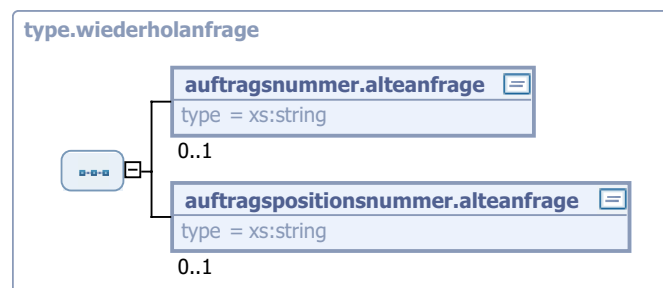 type.wiederholanfrage
auftragsnummer.alteanfrage
type = xs:string
0..1
auftragspositionsnummer.alteanfrage
type = xs:string
0..1